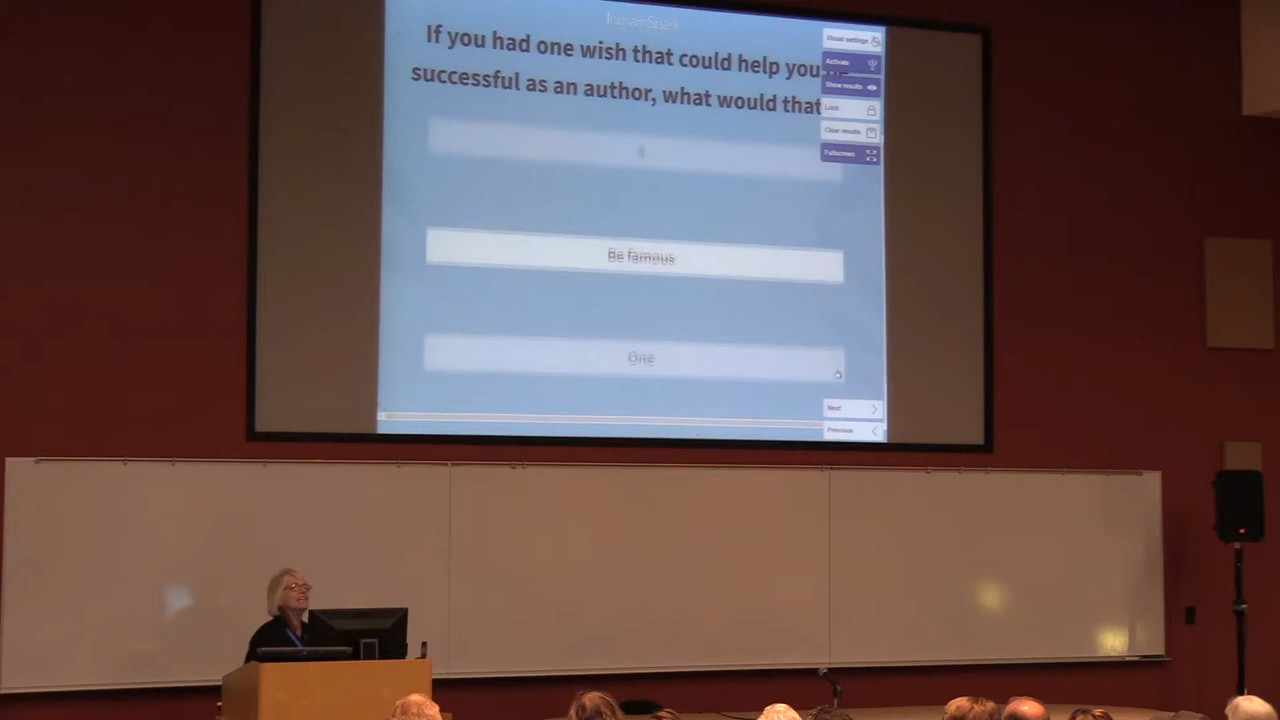 IngramSpark
If you had one wish that could help you
successful as an author, what would that
Be famous
One
Visual settings
Activate
Show results
Lock
Clear results
Fullscreen
Next
Previous